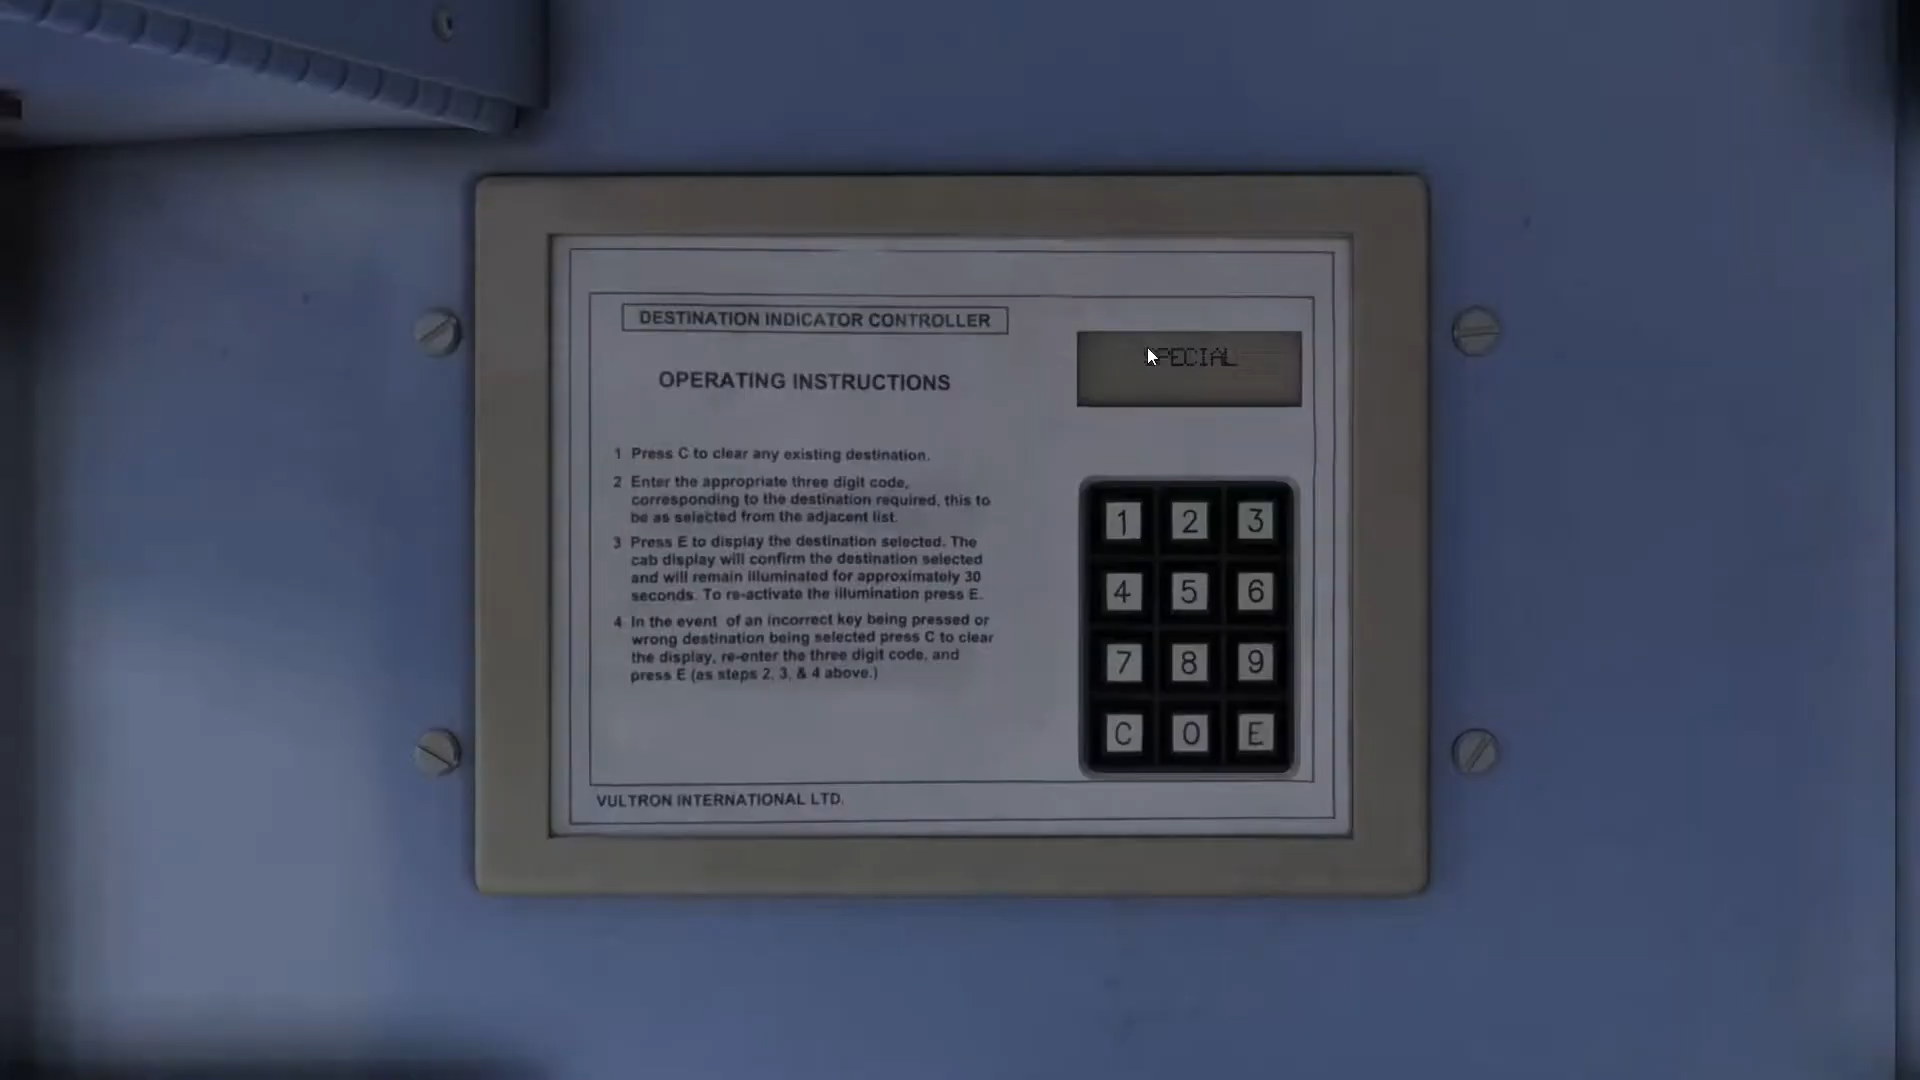 DESTINATION INDICATOR CONTROLLER
SPECIAL
OPERATING INSTRUCTIONS
1 Press C to clear any existing destination.
2 Enter the appropriate three digit code,
corresponding to the destination required, this to
be as selected from the adjacent list.
3 Press E to display the destination selected. The
cab display will confirm the destination selected
and will remain illuminated for approximately 30
seconds. To re-activate the illumination press E.
4 In the event of an incorrect key being pressed or
wrong destination being selected press C to clear
the display, re-enter the three digit code, and
press E (as steps 2, 3, & 4 above.)
1 2 3
4 5 6
7 8 9
C 0 E
VULTRON INTERNATIONAL LTD.